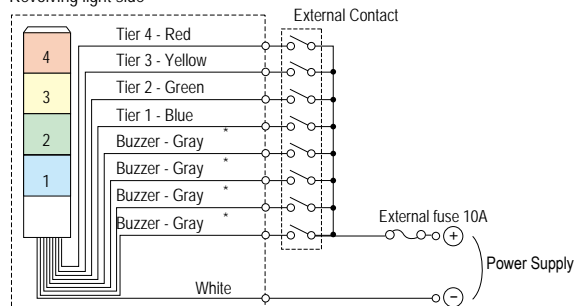 Revolving light side
External Contact
Tier 4 - Red
4
Tier 3 - Yellow
3
Tier 2 - Green
Tier 1 - Blue
2
Buzzer - Gray *
1
Buzzer - Gray *
Buzzer - Gray *
Buzzer - Gray *
External fuse 10A
+
Power Supply
White
−